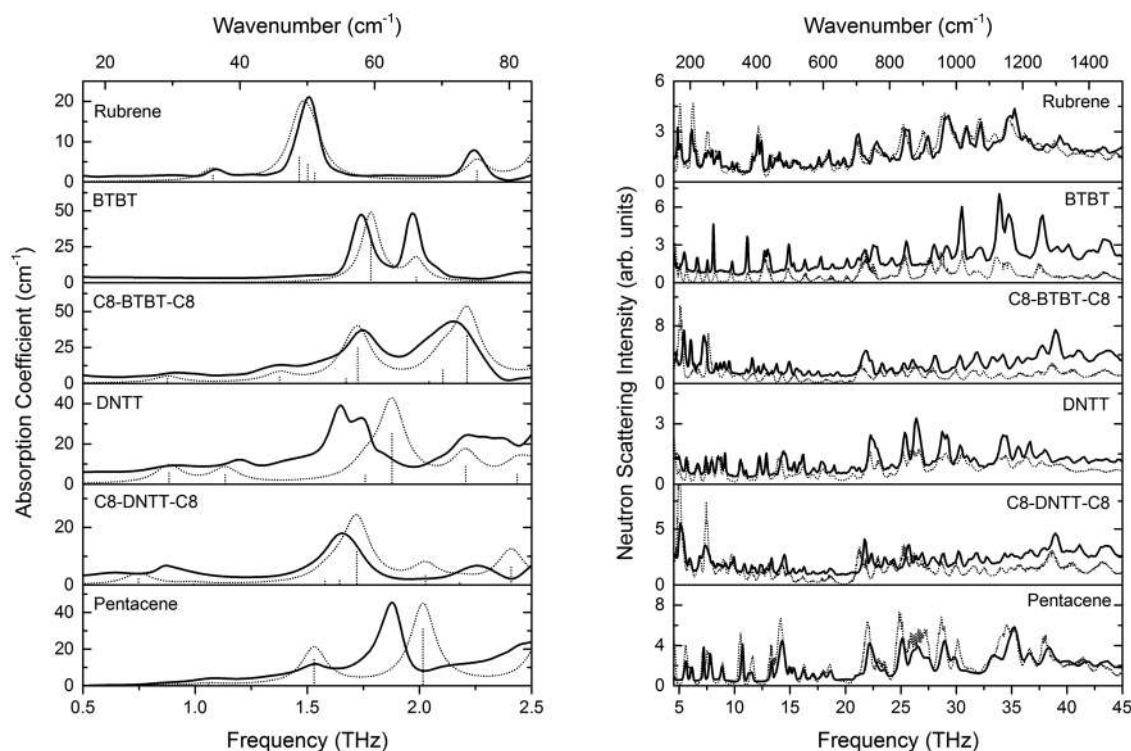 Wavenumber (cm⁻¹)
20 40 60 80
Absorption Coefficient (cm⁻¹)
Rubrene
20
10
0
BTBT
50
25
0
C8-BTBT-C8
50
25
0
DNTT
40
20
0
C8-DNTT-C8
20
0
Pentacene
40
20
0
0.5 1.0 1.5 2.0 2.5
Frequency (THz)
Wavenumber (cm⁻¹)
200 400 600 800 1000 1200 1400
Neutron Scattering Intensity (arb. units)
Rubrene
6
3
0
BTBT
6
3
0
C8-BTBT-C8
8
0
DNTT
3
0
C8-DNTT-C8
5
0
Pentacene
8
4
0
5 10 15 20 25 30 35 40 45
Frequency (THz)